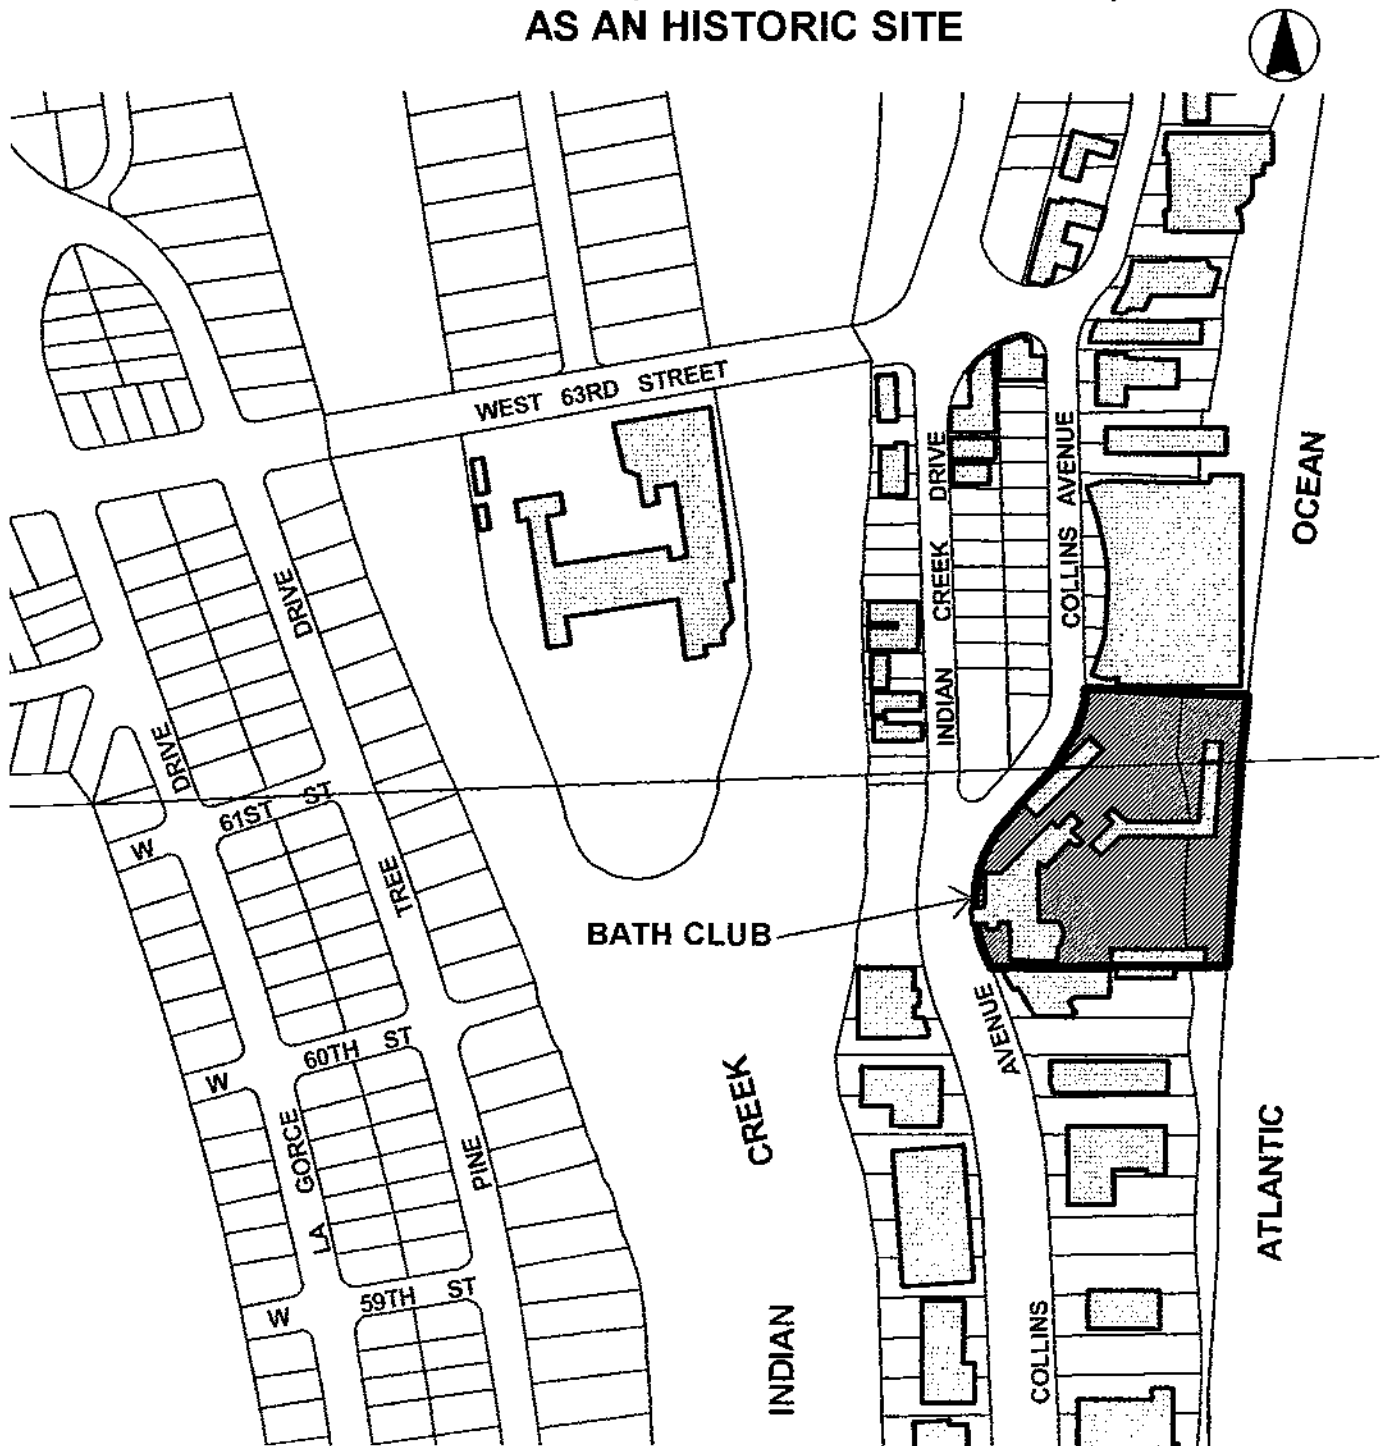 AS AN HISTORIC SITE
WEST 63RD STREET
DRIVE
COLLINS AVENUE
OCEAN
DRIVE
INDIAN CREEK
DRIVE
61ST ST
W
TREE
BATH CLUB
AVENUE
60TH ST
W
CREEK
LA GORCE
PINE
ATLANTIC
59TH ST
W
INDIAN
COLLINS